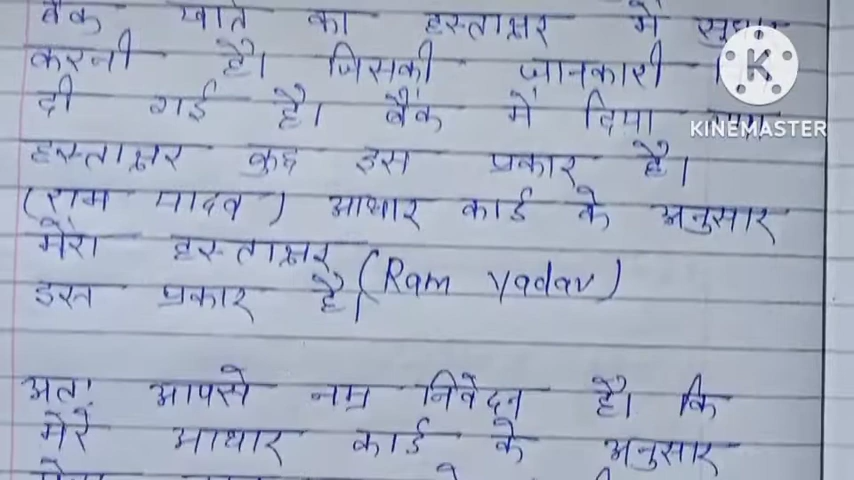 बैंक खाते का हस्ताक्षर में सुधार
करनी है। जिसकी जानकारी
दी गई है। बैंक में दिया
हस्ताक्षर कुछ इस प्रकार है।
(राम यादव) आधार कार्ड के अनुसार
मेरा हस्ताक्षर (Ram Yadav)
इस प्रकार है।
अतः आपसे नम्र निवेदन है। कि
मेरे आधार कार्ड के अनुसार
K
KINEMASTER